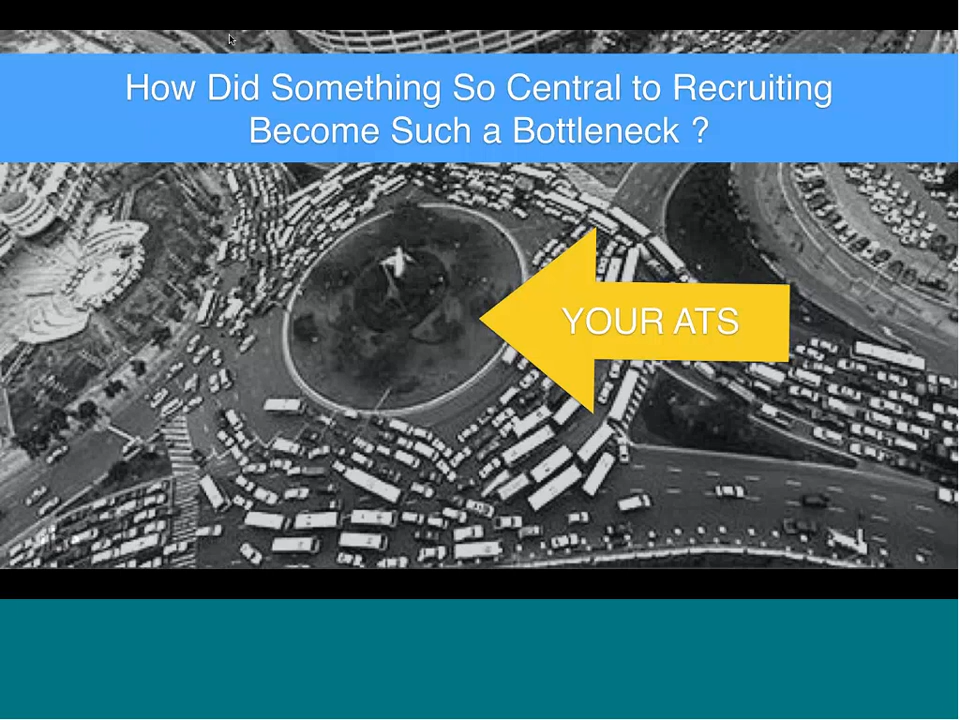 How Did Something So Central to Recruiting
Become Such a Bottleneck ?
YOUR ATS